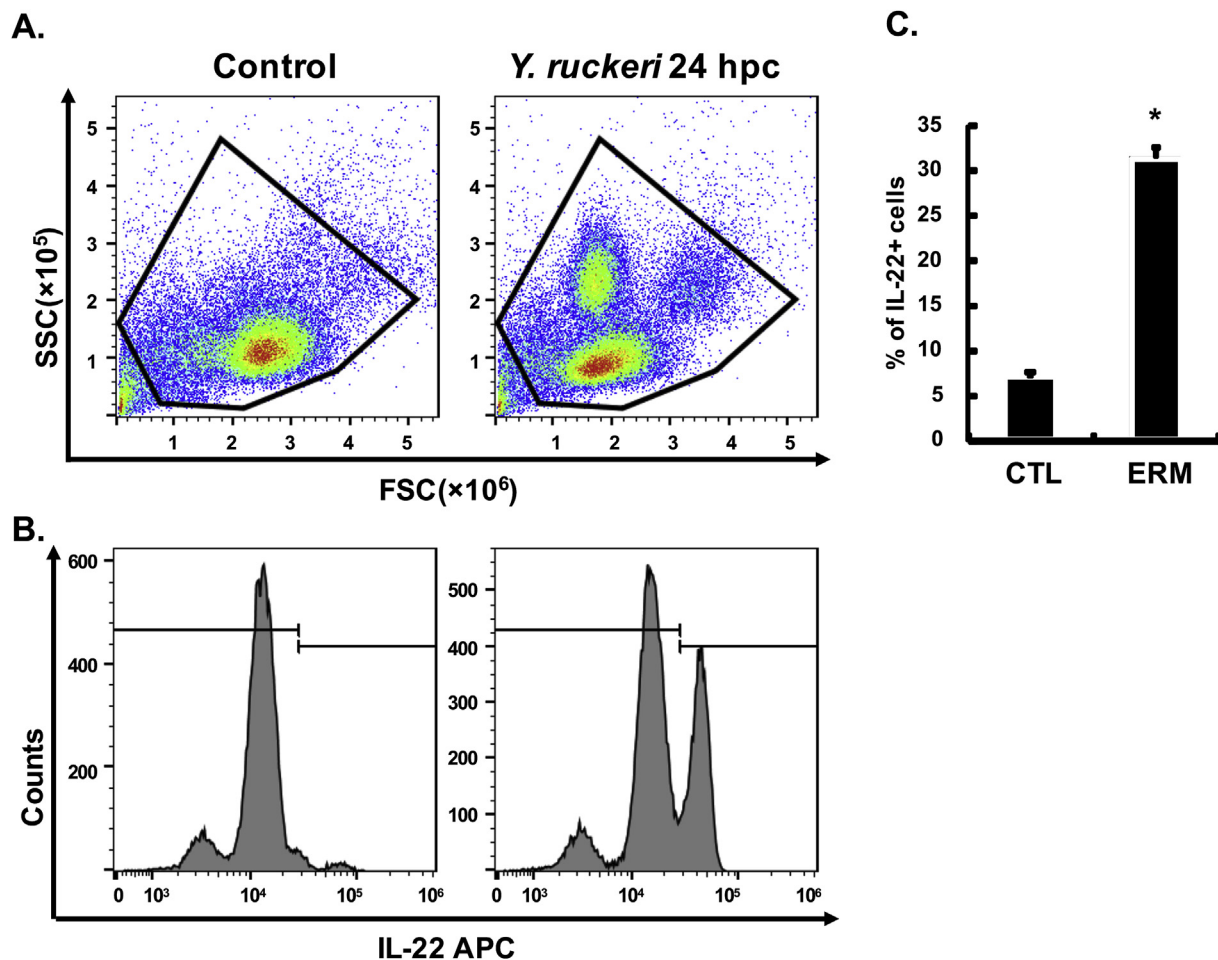 A.
Control
Y. ruckeri 24 hpc
SSC(×10⁵)
5
4
3
2
1
1 2 3 4 5
5
4
3
2
1
1 2 3 4 5
FSC(×10⁶)
B.
Counts
600
400
200
0 10³ 10⁴ 10⁵ 10⁶
500
400
300
200
100
0 10³ 10⁴ 10⁵ 10⁶
IL-22 APC
C.
% of IL-22+ cells
35
30
25
20
15
10
5
0
*
CTL ERM